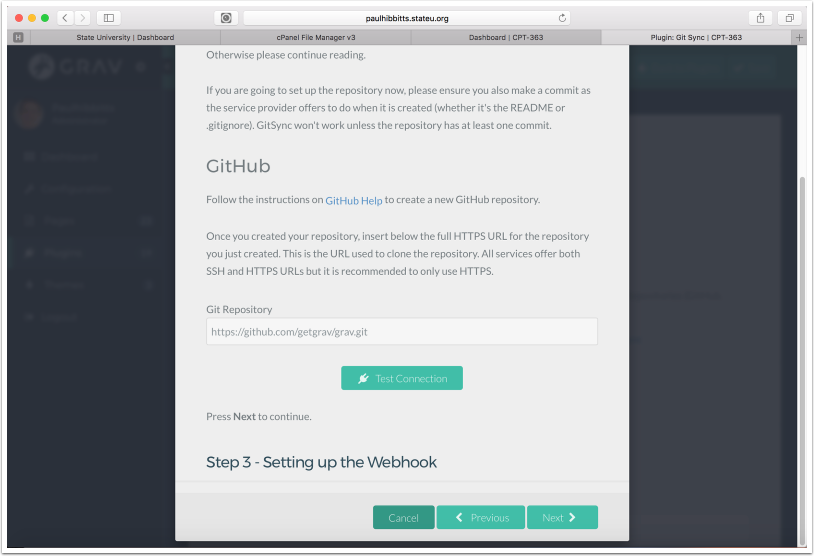 paulhibbitts.stateu.org
H
State University | Dashboard
cPanel File Manager v3
Dashboard | CPT-363
Plugin: Git Sync | CPT-363
+
GRAV
Otherwise please continue reading.
If you are going to set up the repository now, please ensure you also make a commit as
the service provider offers to do when it is created (whether it's the README or
.gitignore). GitSync won't work unless the repository has at least one commit.
GitHub
Follow the instructions on GitHub Help to create a new GitHub repository.
Once you created your repository, insert below the full HTTPS URL for the repository
you just created. This is the URL used to clone the repository. All services offer both
SSH and HTTPS URLs but it is recommended to only use HTTPS.
Git Repository
https://github.com/getgrav/grav.git
Test Connection
Press Next to continue.
Step 3 - Setting up the Webhook
Cancel
Previous
Next
Dashboard
Configuration
Pages
Plugins
Themes
Logout